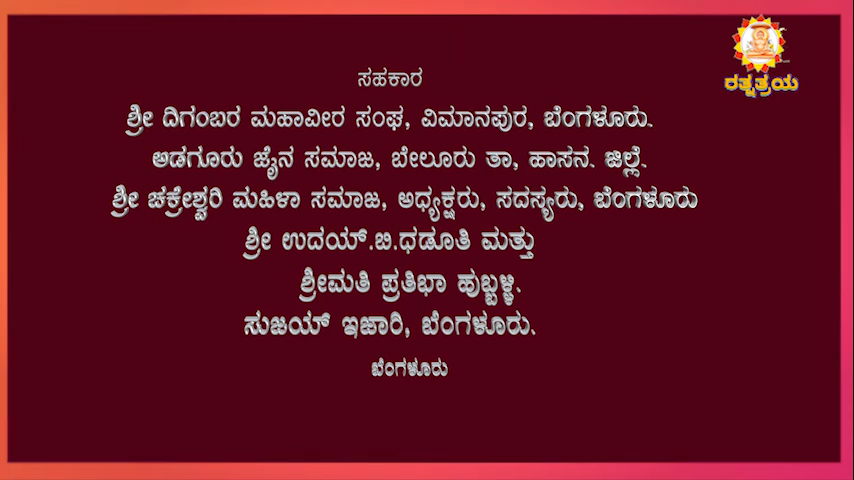 ರತ್ನತ್ರಯ
ಸಹಕಾರ
ಶ್ರೀ ದಿಗಂಬರ ಮಹಾವೀರ ಸಂಘ, ವಿಮಾನಪುರ, ಬೆಂಗಳೂರು.
ಅಡಗೂರು ಜೈನ ಸಮಾಜ, ಬೇಲೂರು ತಾ, ಹಾಸನ. ಜಿಲ್ಲೆ.
ಶ್ರೀ ಚಕ್ರೇಶ್ವರಿ ಮಹಿಳಾ ಸಮಾಜ, ಅಧ್ಯಕ್ಷರು, ಸದಸ್ಯರು, ಬೆಂಗಳೂರು
ಶ್ರೀ ಉದಯ್.ಬಿ.ಧಡೂತಿ ಮತ್ತು
ಶ್ರೀಮತಿ ಪ್ರತಿಭಾ ಹುಬ್ಬಳ್ಳಿ.
ಸುಜಯ್ ಇಜಾರಿ, ಬೆಂಗಳೂರು.
ಬೆಂಗಳೂರು